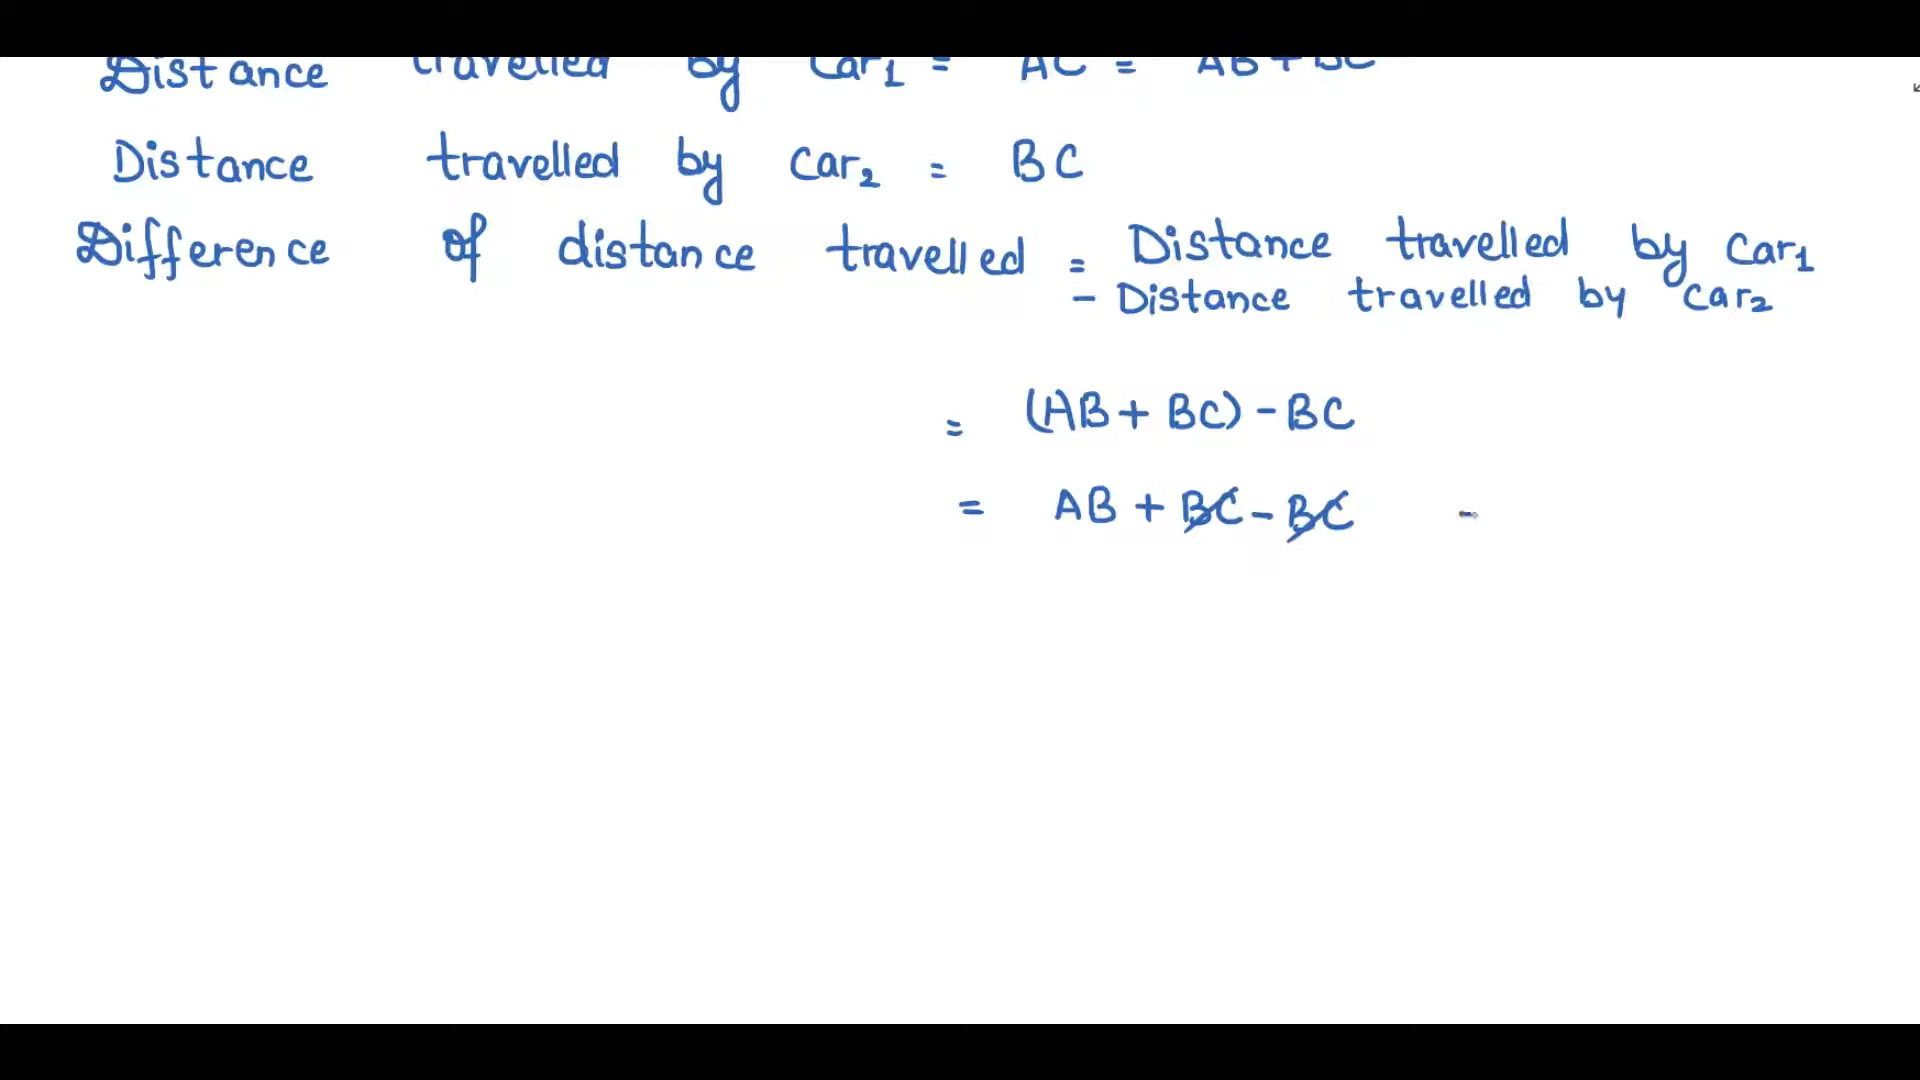 Distance travelled by Car₁ = AC = AB + BC
Distance travelled by Car₂ = BC
Difference of distance travelled = Distance travelled by Car₁
- Distance travelled by Car₂
= (AB + BC) - BC
= AB + BC - BC -